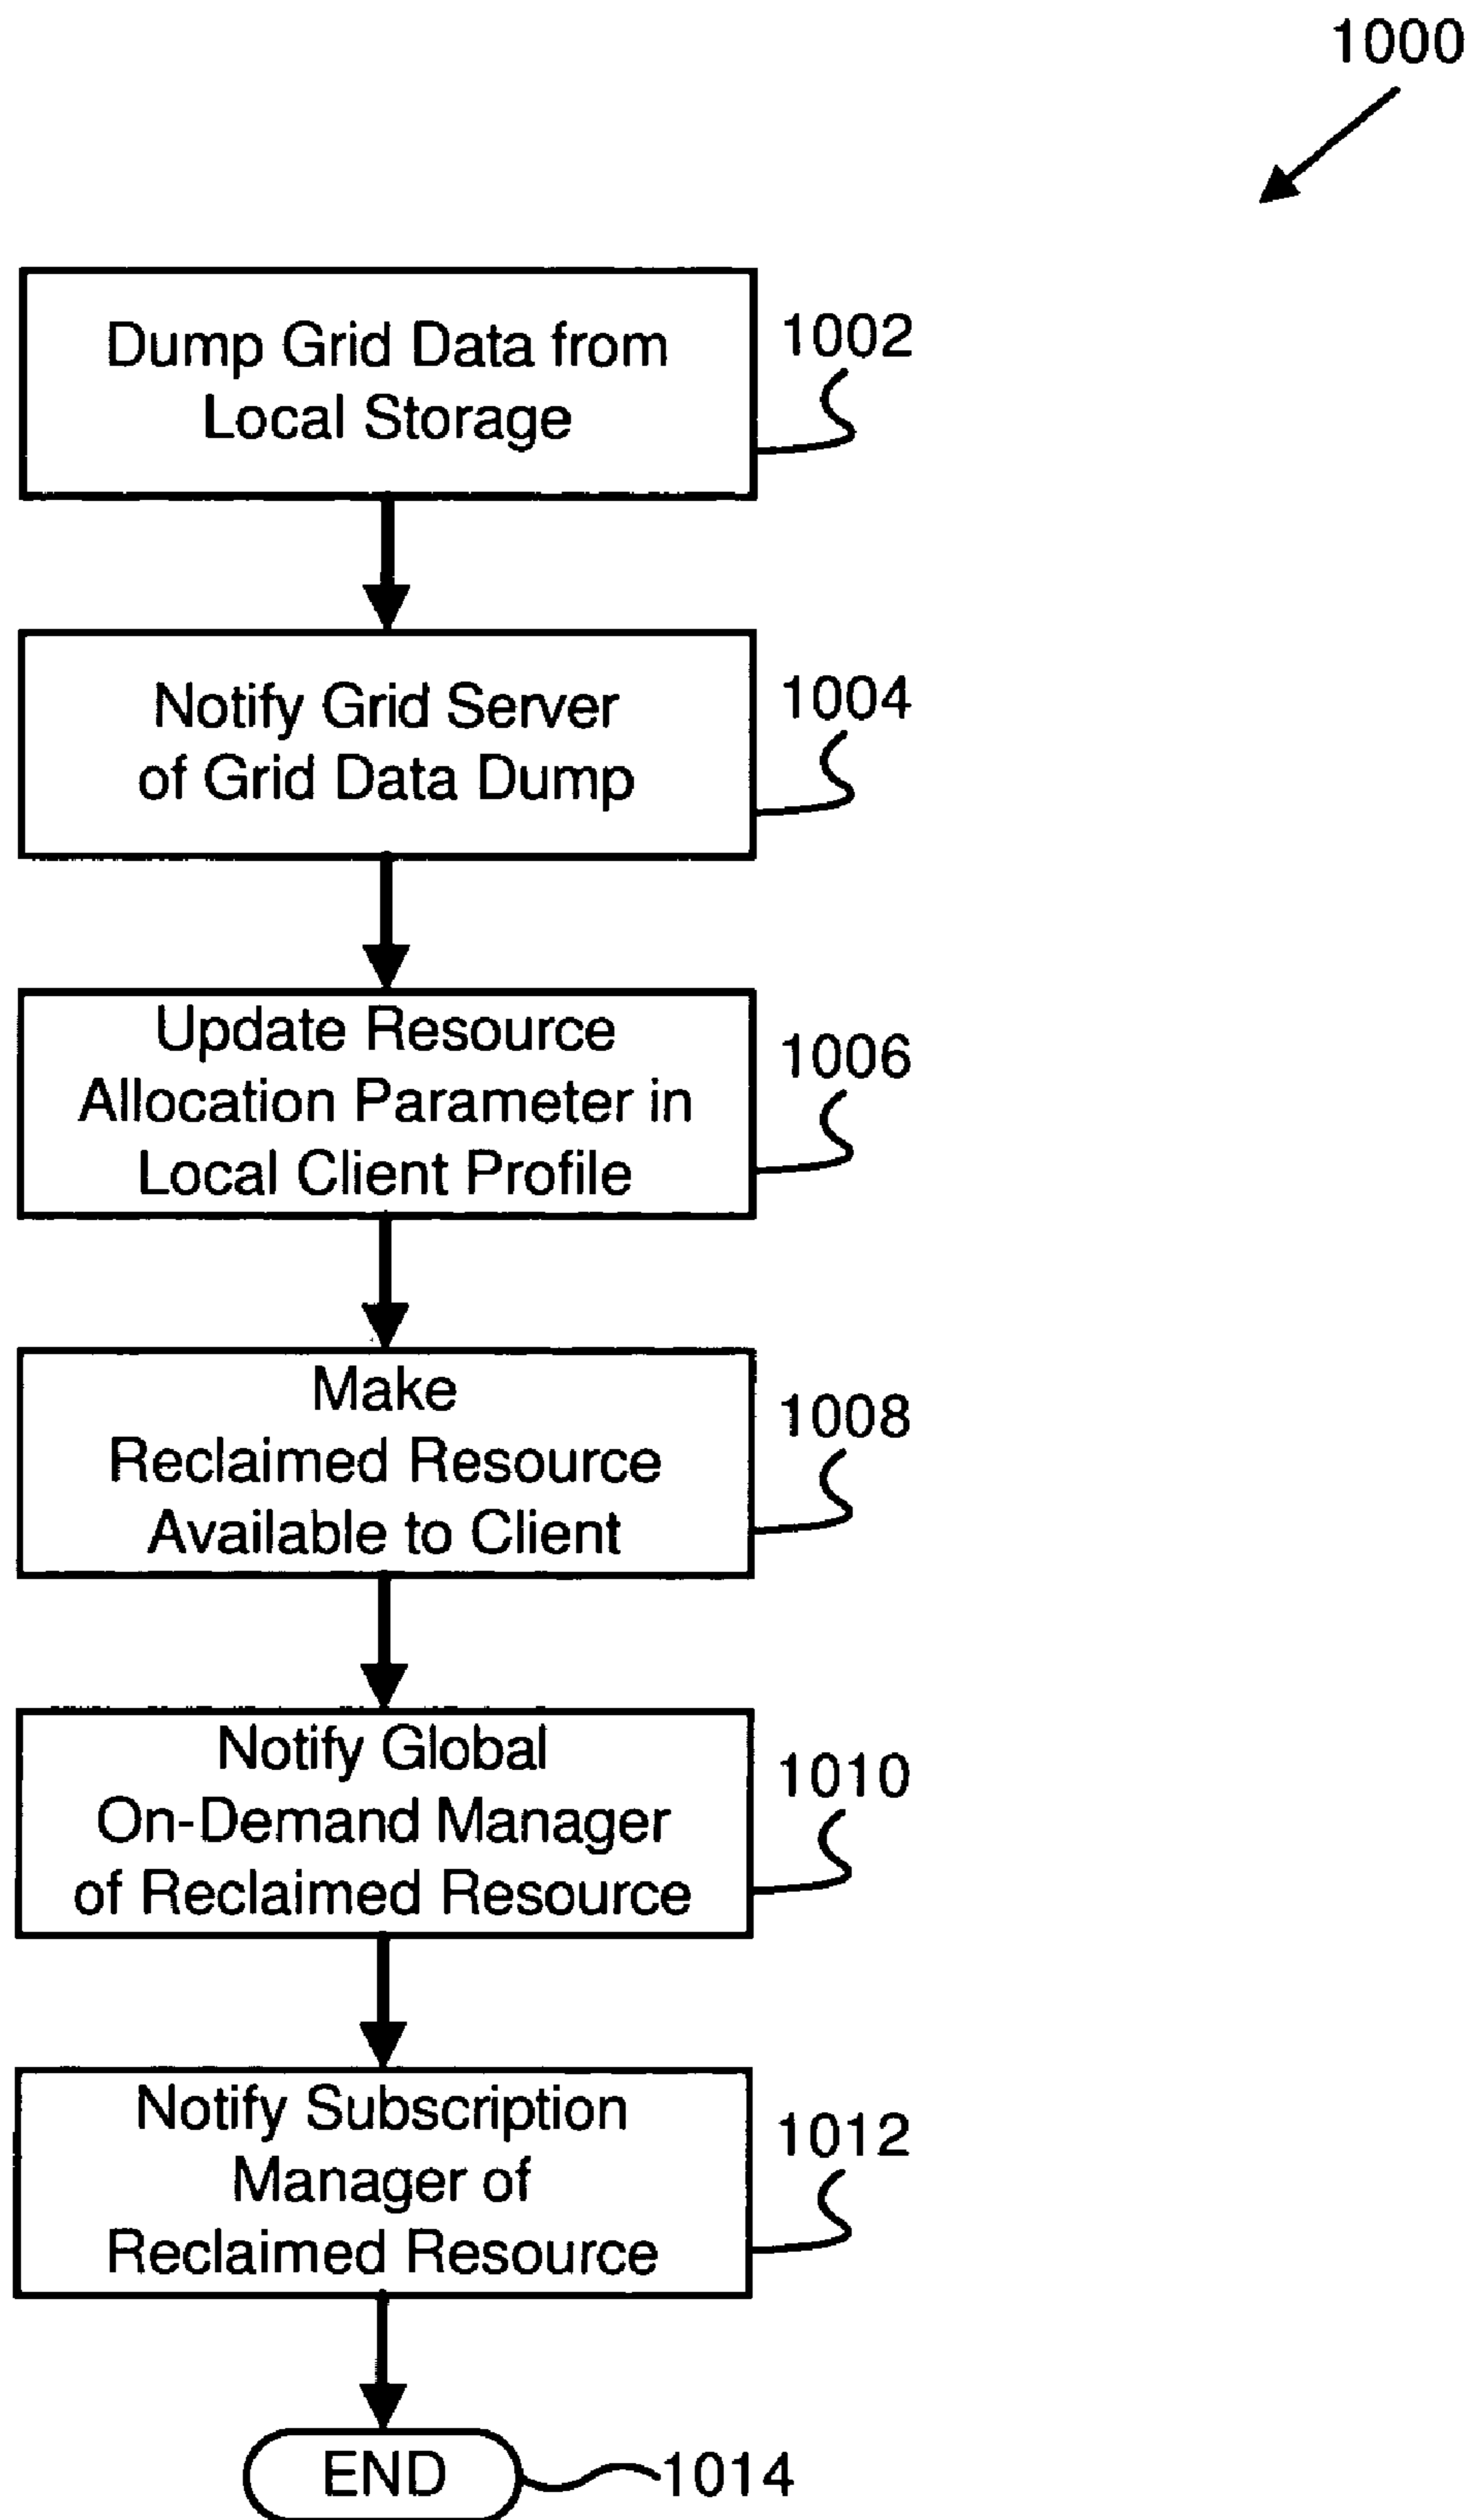 1000
Dump Grid Data from
Local Storage
1002
Notify Grid Server
of Grid Data Dump
1004
Update Resource
Allocation Parameter in
Local Client Profile
1006
Make
Reclaimed Resource
Available to Client
1008
Notify Global
On-Demand Manager
of Reclaimed Resource
1010
Notify Subscription
Manager of
Reclaimed Resource
1012
END
1014